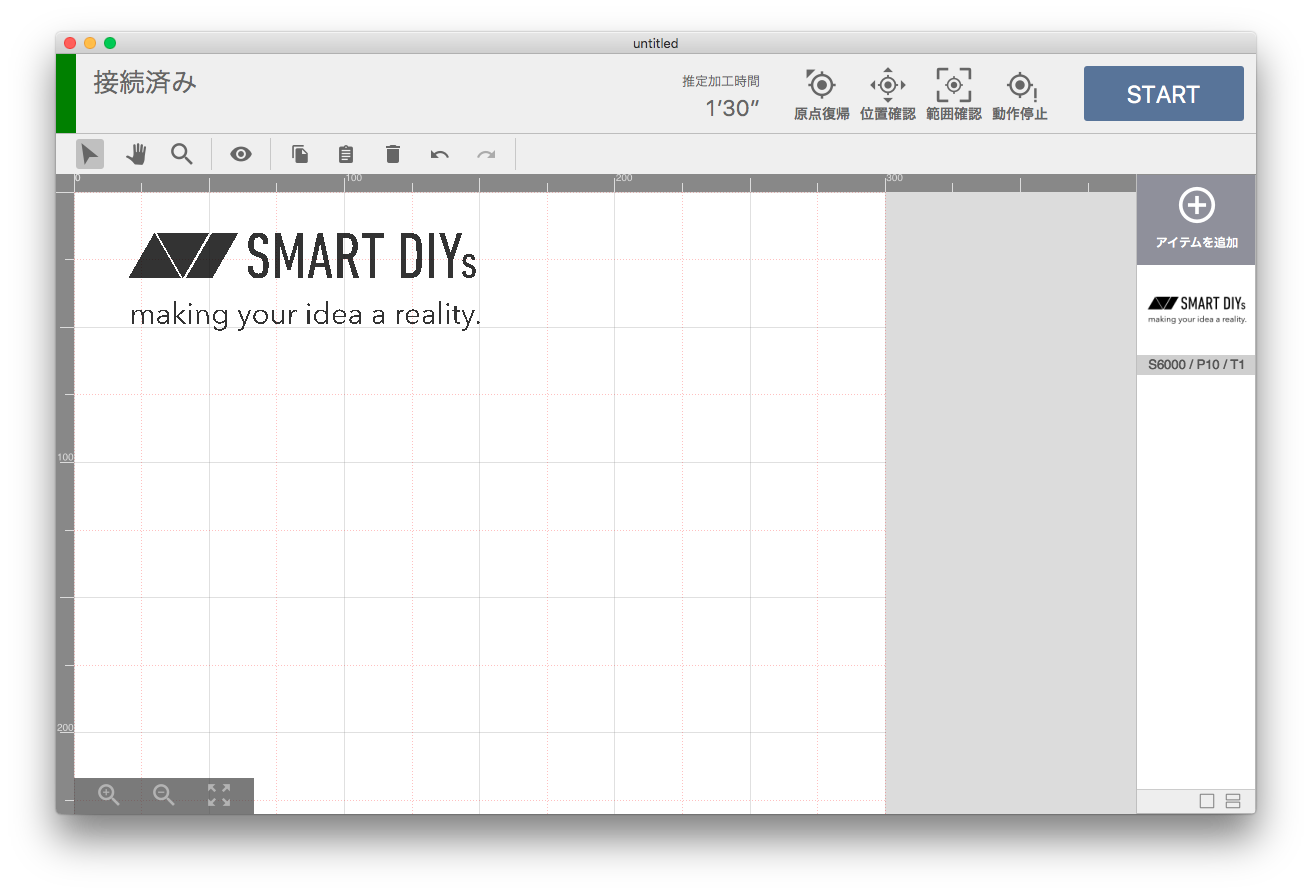 untitled
接続済み
推定加工時間
1’30”
原点復帰
位置確認
範囲確認
動作停止
START
0
100
200
300
100
200
SMART DIYs
making your idea a reality.
アイテムを追加
SMART DIYs
making your idea a reality.
S6000 / P10 / T1